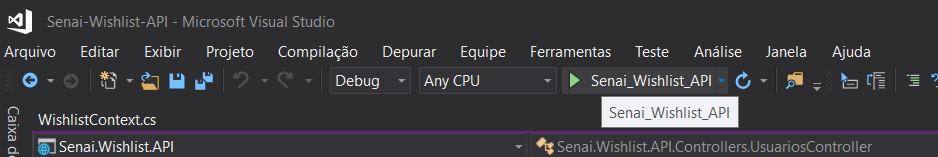 Senai-Wishlist-API - Microsoft Visual Studio
Arquivo Editar Exibir Projeto Compilação Depurar Equipe Ferramentas Teste Análise Janela Ajuda
Debug Any CPU Senai_Wishlist_API
Senai_Wishlist_API
WishlistContext.cs
Senai.Wishlist.API Senai.Wishlist.API.Controllers.UsuariosController
Caixa de